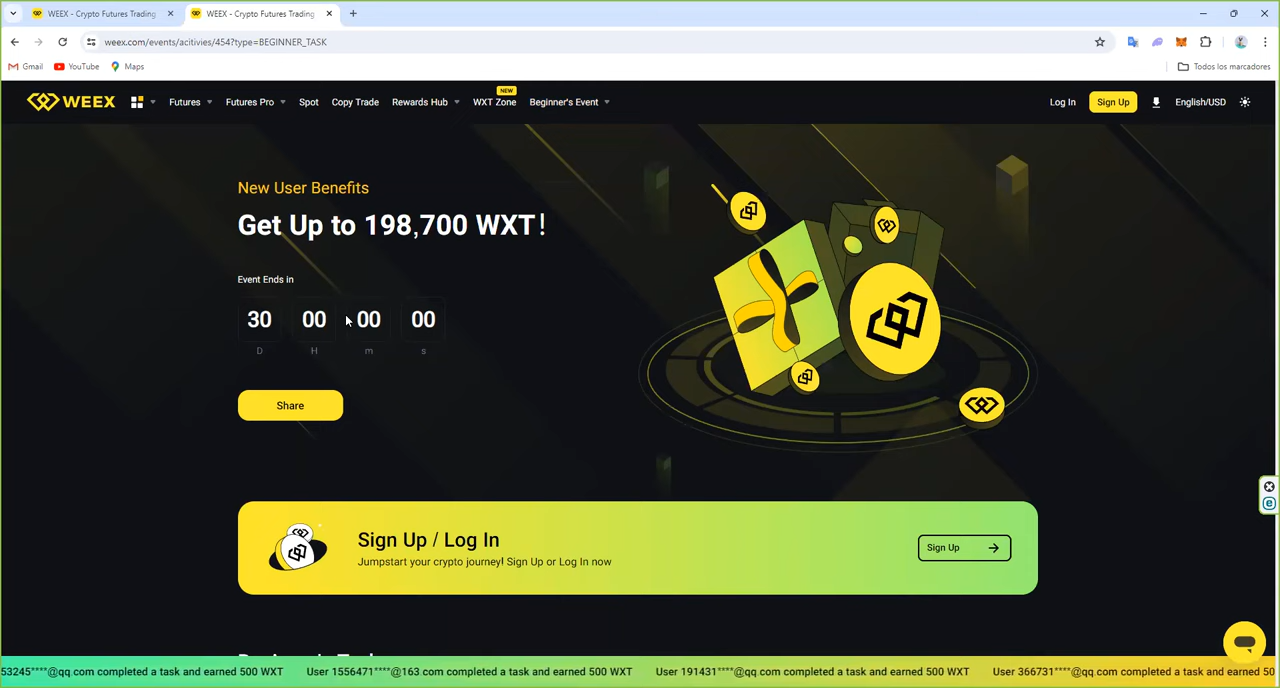 WEEX - Crypto Futures Trading
WEEX - Crypto Futures Trading
weex.com/events/acitivies/454?type=BEGINNER_TASK
Gmail
YouTube
Maps
Todos los marcadores
WEEX
Futures
Futures Pro
Spot
Copy Trade
Rewards Hub
NEW
WXT Zone
Beginner's Event
Log In
Sign Up
English/USD
New User Benefits
Get Up to 198,700 WXT!
Event Ends in
30 00 00 00
D H m s
Share
Sign Up / Log In
Jumpstart your crypto journey! Sign Up or Log In now
Sign Up
53245****@qq.com completed a task and earned 500 WXT User 1556471****@163.com completed a task and earned 500 WXT User 191431****@qq.com completed a task and earned 500 WXT User 366731****@qq.com completed a task and earned 50